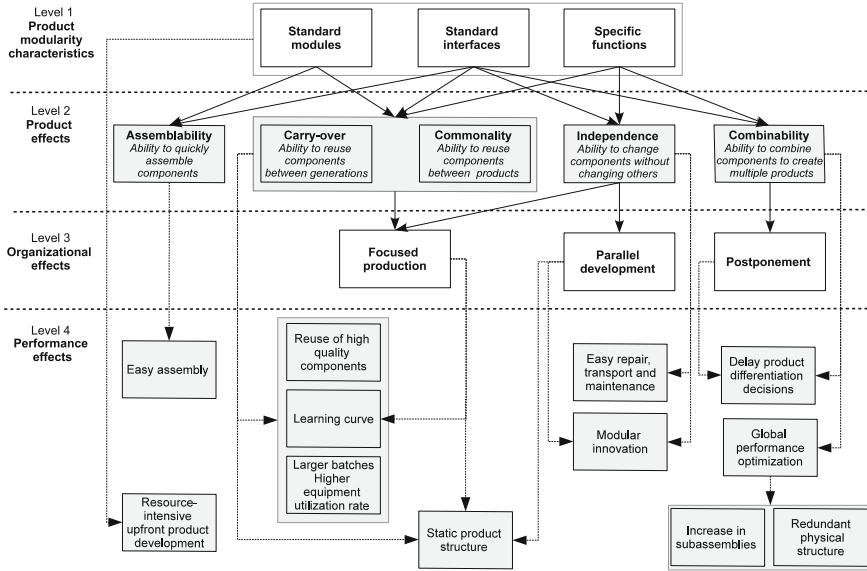 Level 1
Product
modularity
characteristics
Standard
modules
Standard
interfaces
Specific
functions
Level 2
Product
effects
Assemblability
Ability to quickly
assemble
components
Carry-over
Ability to reuse
components
between generations
Commonality
Ability to reuse
components
between products
Independence
Ability to change
components without
changing others
Combinability
Ability to combine
components to create
multiple products
Level 3
Organizational
effects
Focused
production
Parallel
development
Postponement
Level 4
Performance
effects
Easy assembly
Reuse of high
quality
components
Learning curve
Larger batches
Higher
equipment
utilization rate
Easy repair,
transport and
maintenance
Modular
innovation
Delay product
differentiation
decisions
Global
performance
optimization
Resource-
intensive
upfront product
development
Static product
structure
Increase in
subassemblies
Redundant
physical
structure